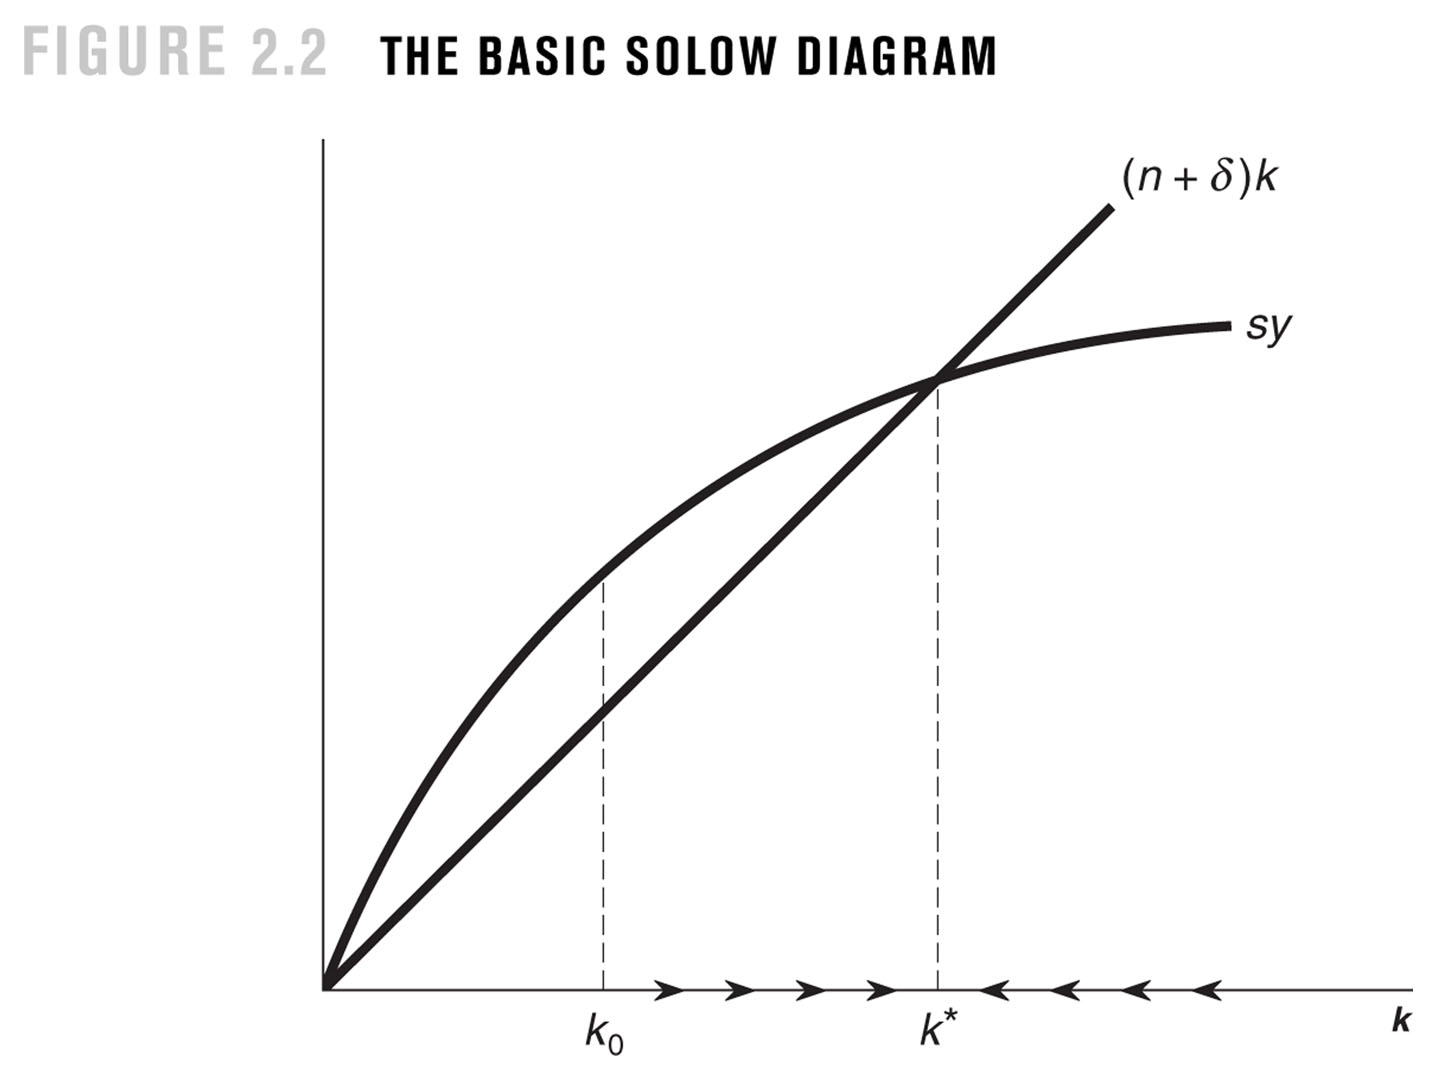 FIGURE 2.2 THE BASIC SOLOW DIAGRAM
(n + δ)k
sy
k₀
k*
k